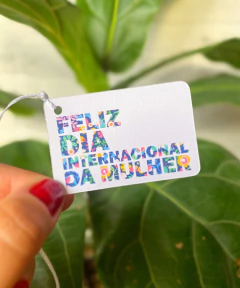 FELIZ
DIA
INTERNACIONAL
DA MULHER